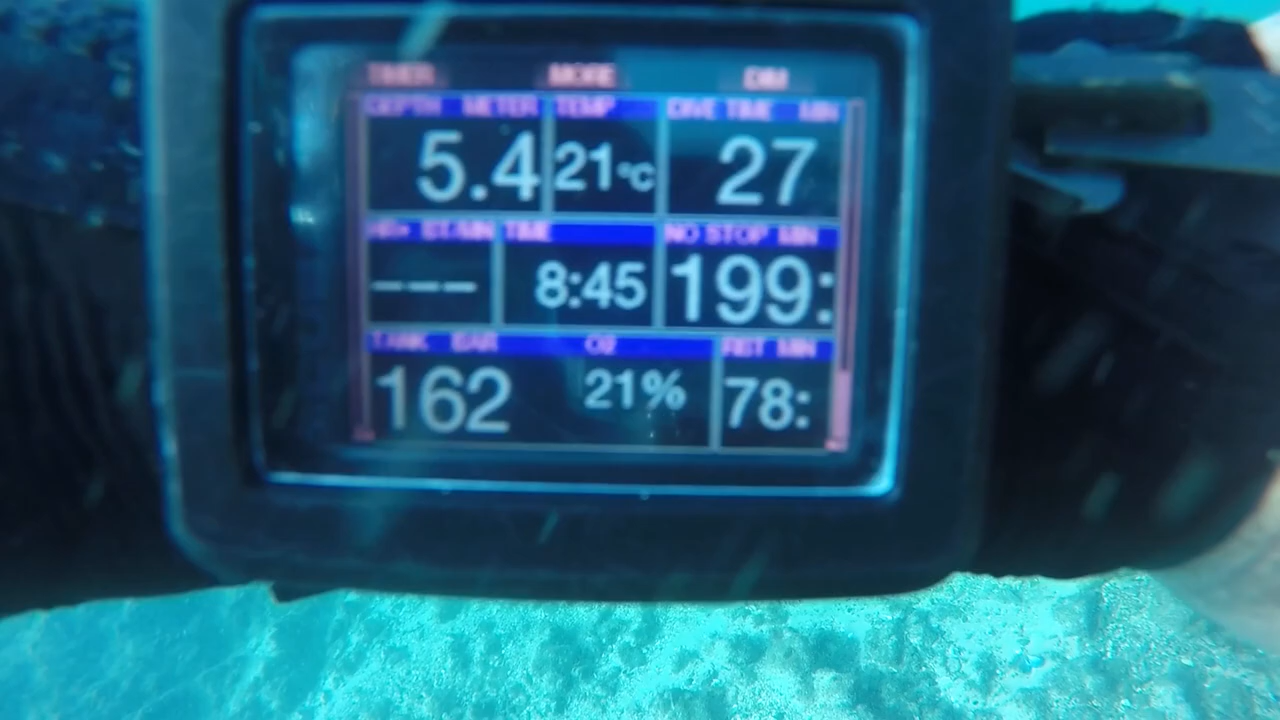 TIMER MORE DIM
DEPTH METER TEMP DIVE TIME MIN
5.4 21°C 27
TIME NO STOP MIN
--- 8:45 199:
TANK BAR O2 RBT MIN
162 21% 78: